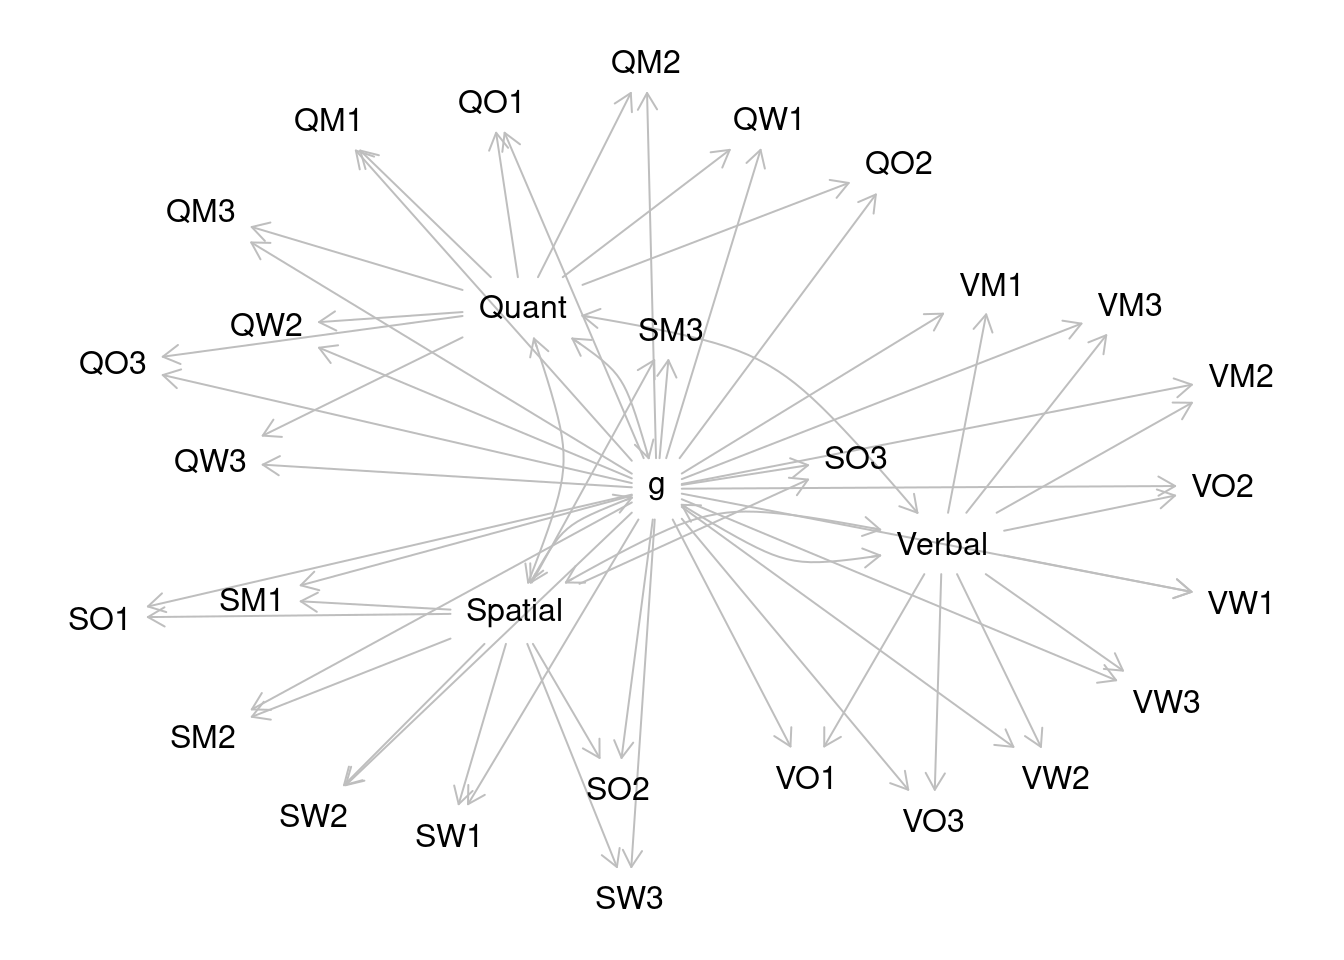 QM2
QO1
QM1
QW1
QO2
QM3
VM1
Quant
VM3
QW2
SM3
QO3
VM2
QW3
SO3
g
VO2
Verbal
SM1
VW1
Spatial
SO1
VW3
SM2
VO1
VW2
SO2
SW2
VO3
SW1
SW3